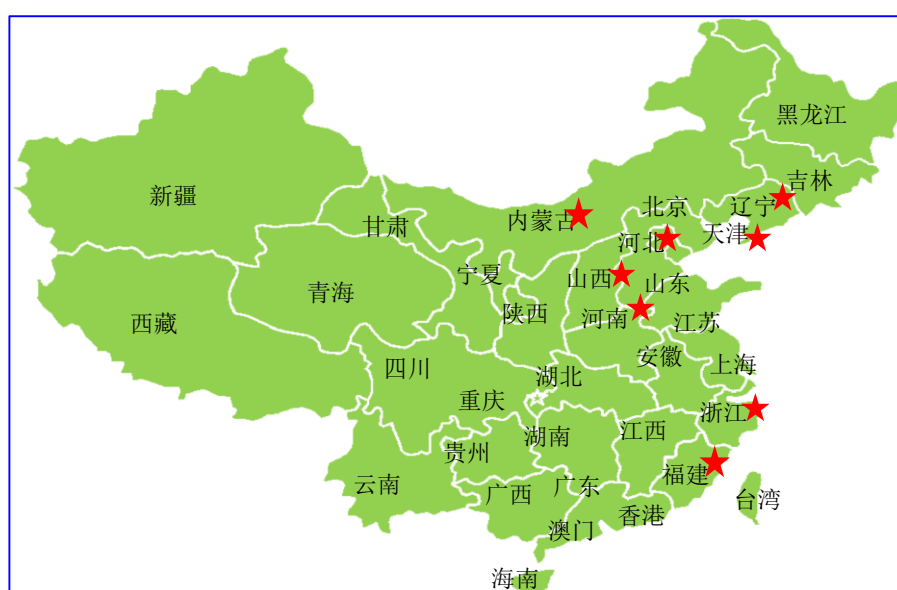 黑龙江
吉林
新疆
内蒙古
北京
辽宁
甘肃
河北
天津
宁夏
山西
山东
青海
西藏
陕西
河南
江苏
四川
湖北
安徽
上海
重庆
浙江
湖南
江西
贵州
福建
云南
广西
广东
台湾
香港
澳门
海南